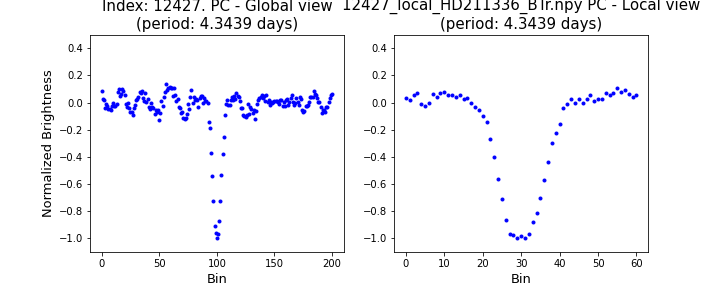 Index: 12427. PC - Global view
(period: 4.3439 days)
12427_local_HD211336_BTr.npy PC - Local view
(period: 4.3439 days)
Normalized Brightness
0.4
0.2
0.0
−0.2
−0.4
−0.6
−0.8
−1.0
0 50 100 150 200
Bin
0.4
0.2
0.0
−0.2
−0.4
−0.6
−0.8
−1.0
0 10 20 30 40 50 60
Bin